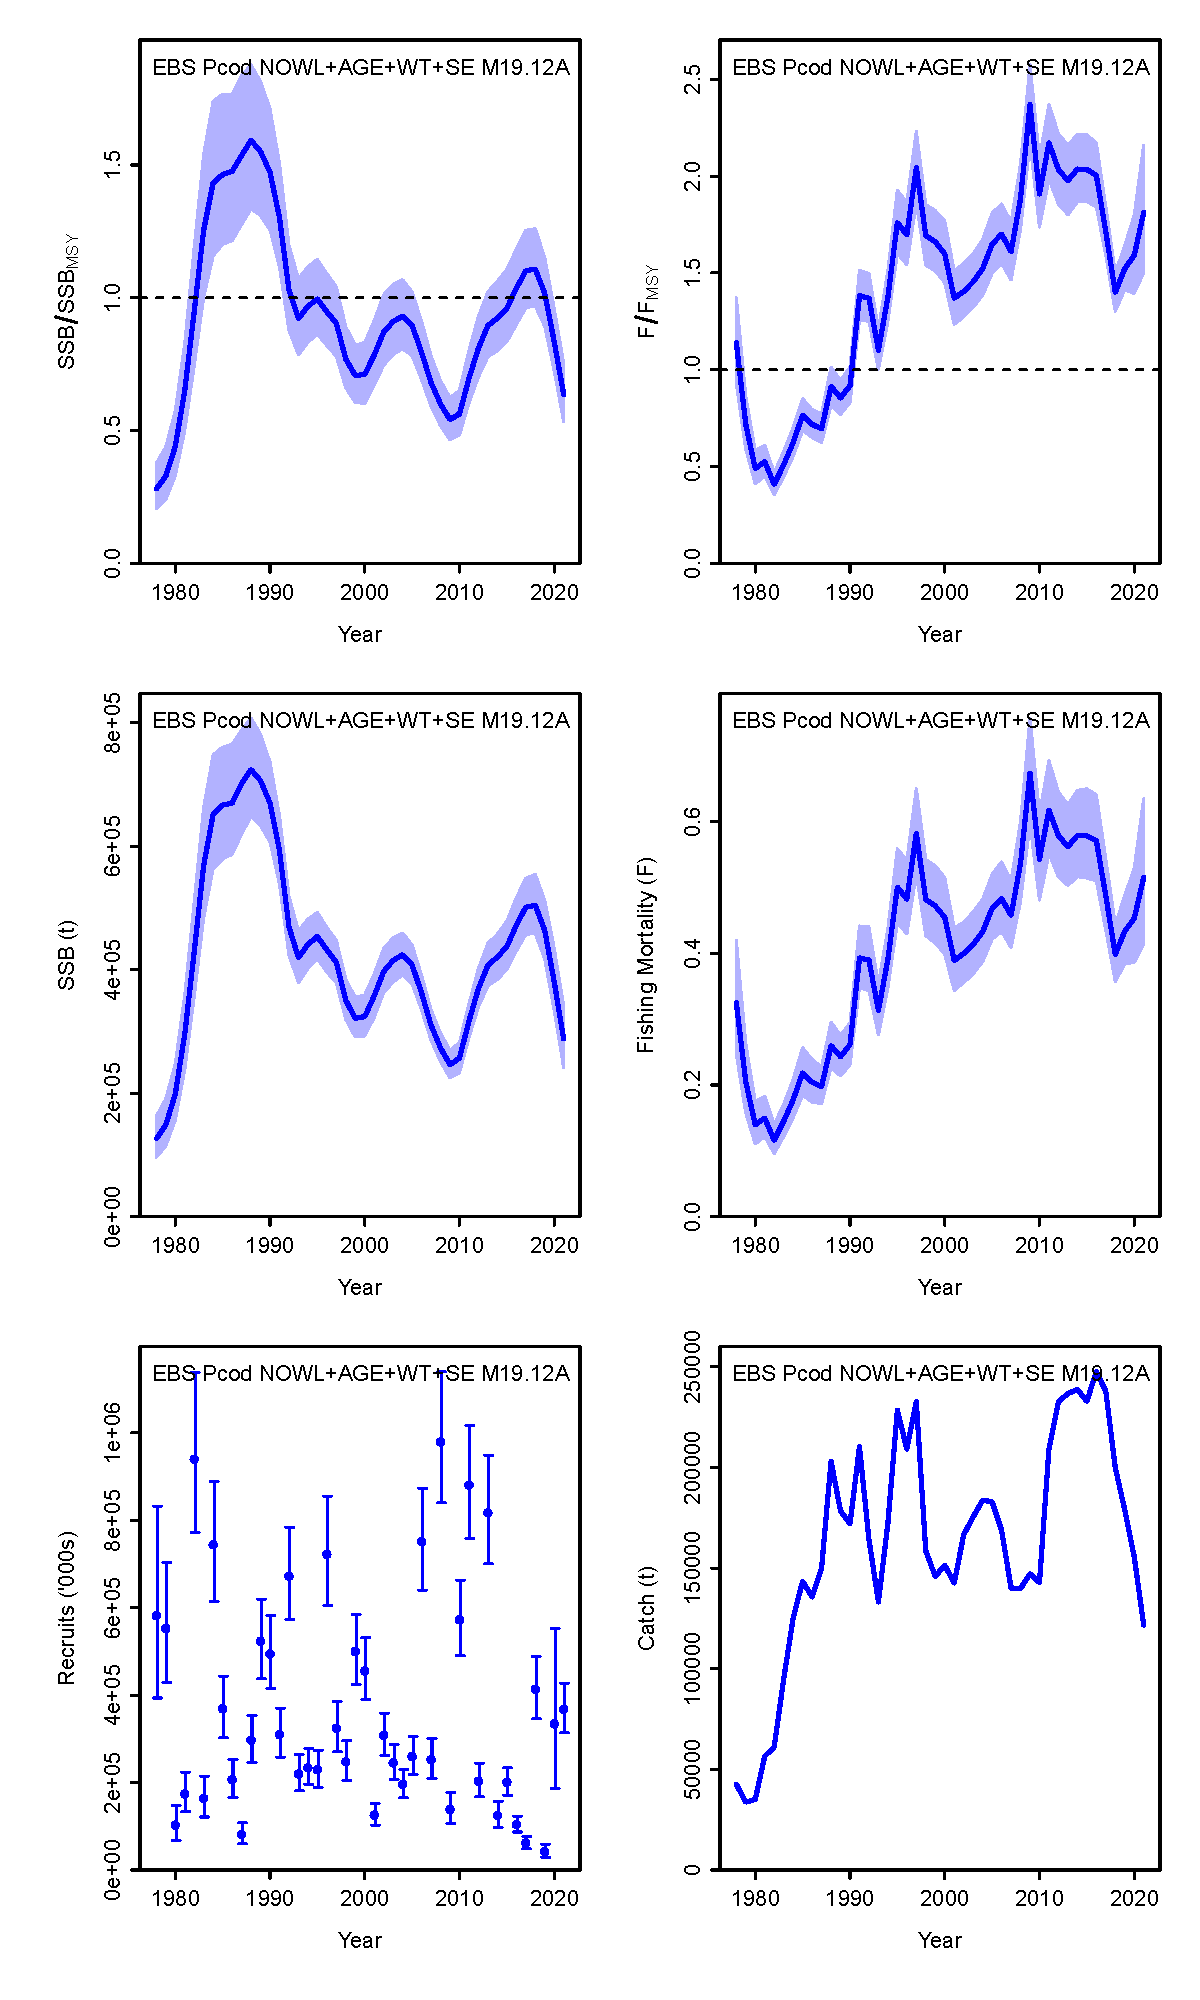 EBS Pcod NOWL+AGE+WT+SE M19.12A
SSB/SSBMSY
0.0 0.5 1.0 1.5
1980 1990 2000 2010 2020
Year
EBS Pcod NOWL+AGE+WT+SE M19.12A
F/FMSY
0.0 0.5 1.0 1.5 2.0 2.5
1980 1990 2000 2010 2020
Year
EBS Pcod NOWL+AGE+WT+SE M19.12A
SSB (t)
0e+00 2e+05 4e+05 6e+05 8e+05
1980 1990 2000 2010 2020
Year
EBS Pcod NOWL+AGE+WT+SE M19.12A
Fishing Mortality (F)
0.0 0.2 0.4 0.6
1980 1990 2000 2010 2020
Year
EBS Pcod NOWL+AGE+WT+SE M19.12A
Recruits ('000s)
0e+00 2e+05 4e+05 6e+05 8e+05 1e+06
1980 1990 2000 2010 2020
Year
EBS Pcod NOWL+AGE+WT+SE M19.12A
Catch (t)
0 50000 100000 150000 200000 250000
1980 1990 2000 2010 2020
Year